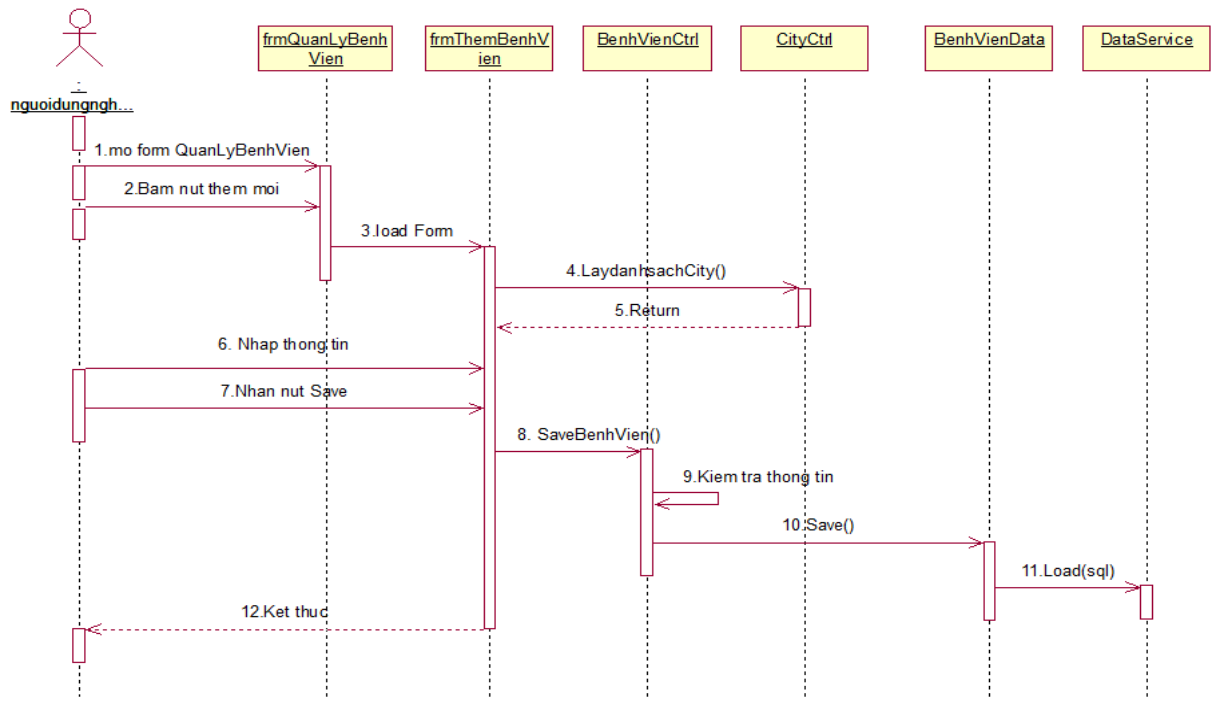 frmQuanLyBenh
Vien
frmThemBenhV
ien
BenhVienCtrl
CityCtrl
BenhVienData
DataService
:
nguoidungngh...
1.mo form QuanLyBenhVien
2.Bam nut them moi
3.load Form
4.LaydanhsachCity()
5.Return
6. Nhap thong tin
7.Nhan nut Save
8. SaveBenhVien()
9.Kiem tra thong tin
10.Save()
11.Load(sql)
12.Ket thuc